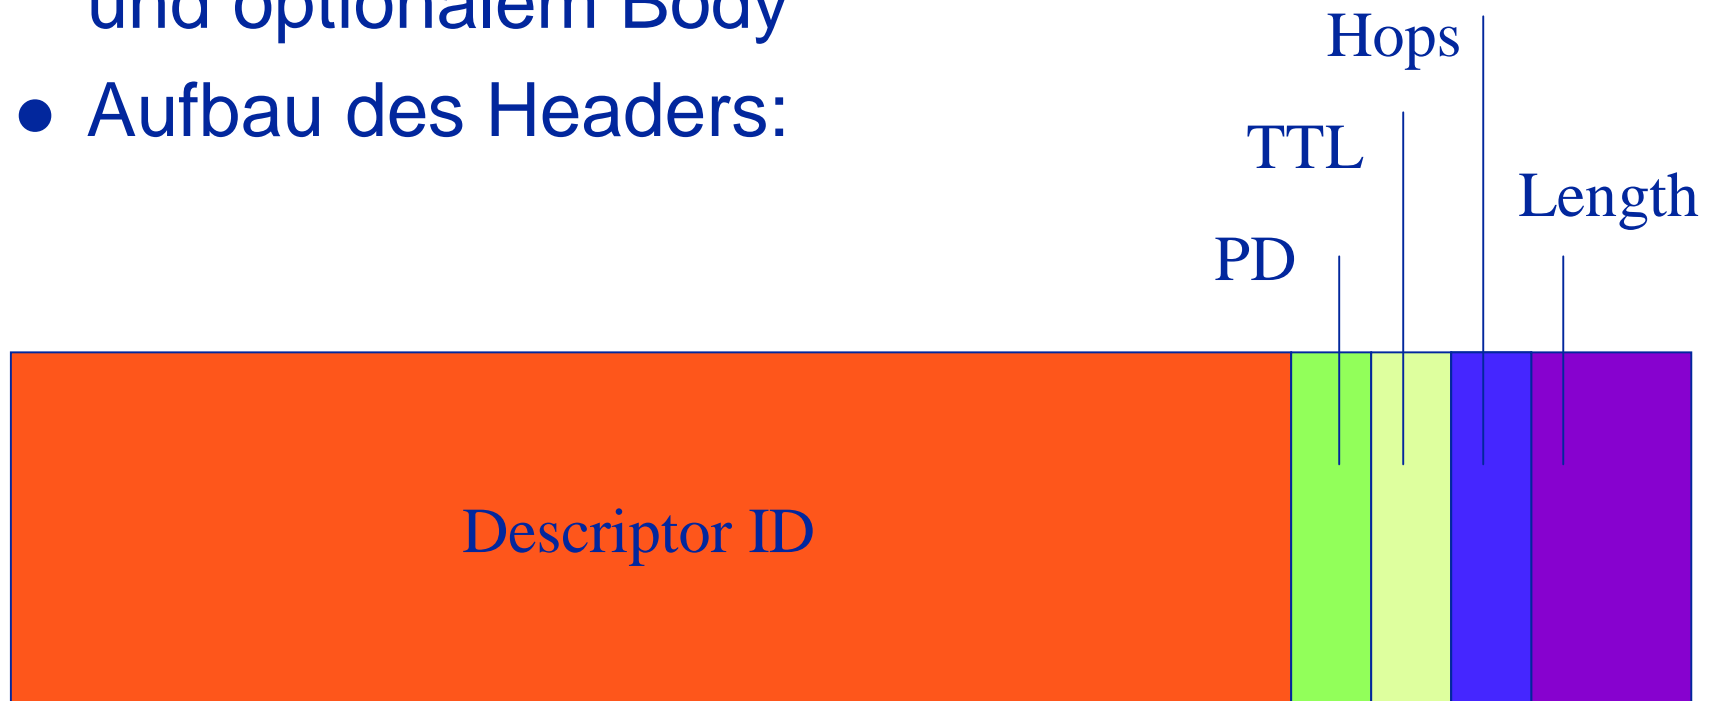 und optionalem Body
● Aufbau des Headers:
Hops
TTL
Length
PD
Descriptor ID